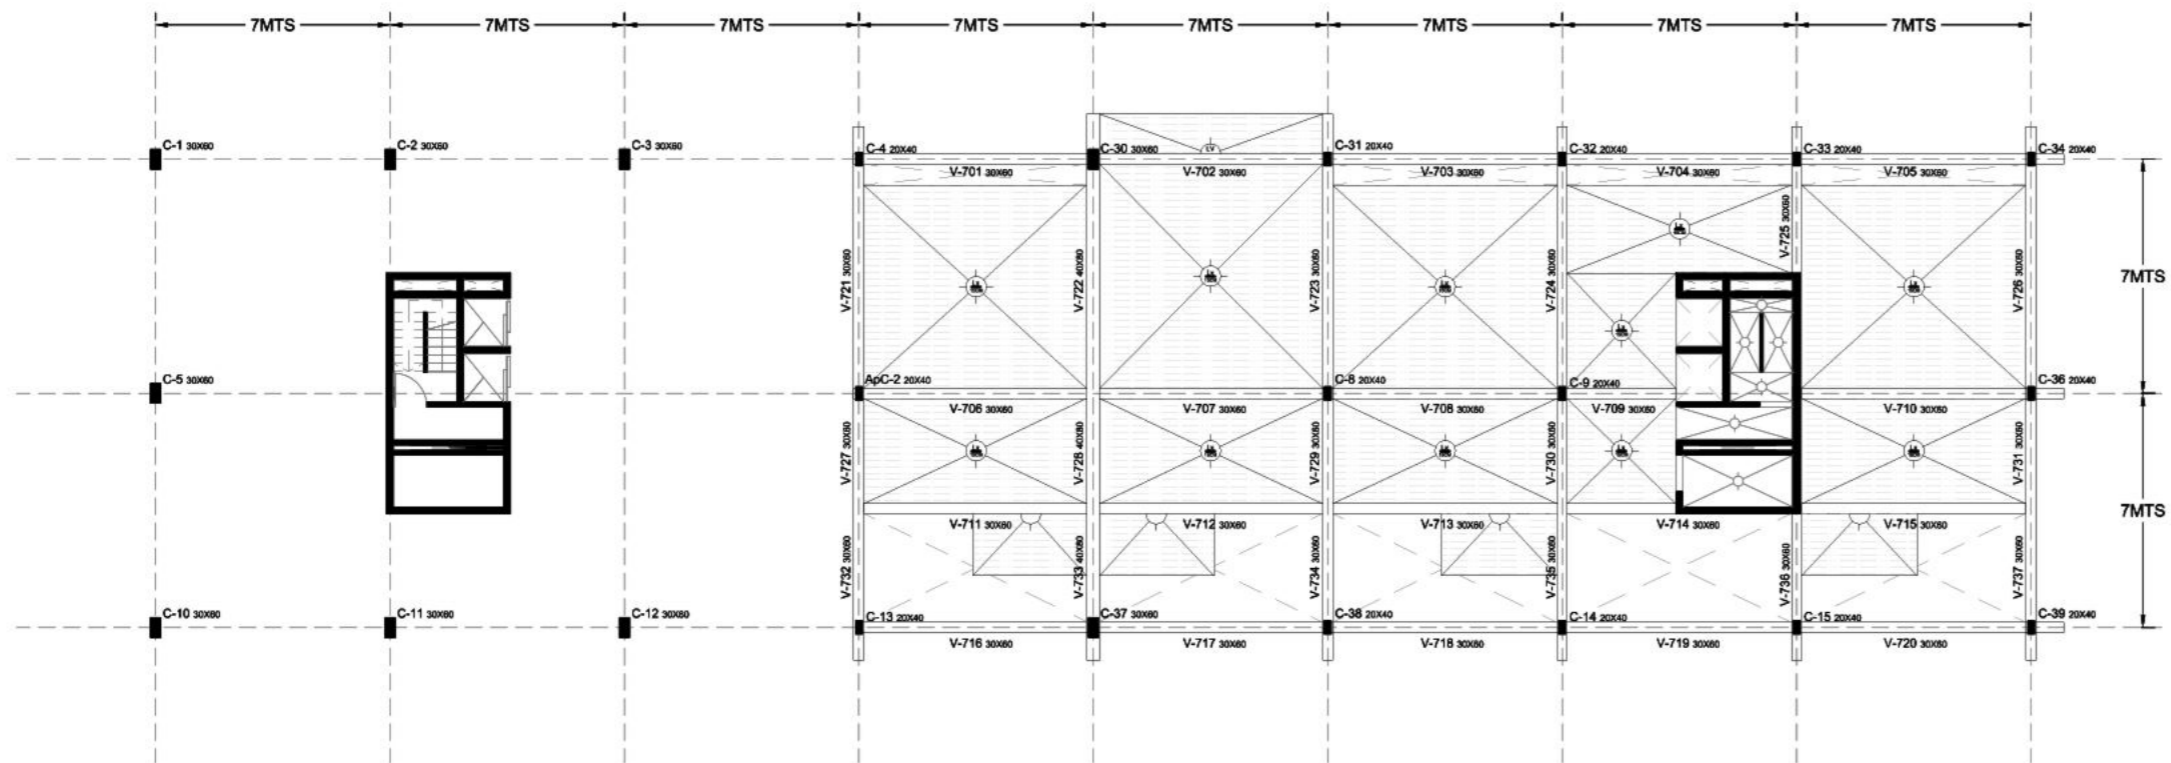 7MTS 7MTS 7MTS 7MTS 7MTS 7MTS 7MTS 7MTS
C-1 30X60 C-2 30X60 C-3 30X60 C-4 20X40 C-30 30X60 C-31 20X40 C-32 20X40 C-33 20X40 C-34 20X40
LV
V-701 30X60 V-702 30X60 V-703 30X60 V-704 30X60 V-705 30X60
V-721 30X60 V-722 40X80 V-723 30X60 V-724 30X60 V-725 30X60 V-726 30X60
7MTS
C-5 30X60 ApC-2 20X40 C-8 20X40 C-9 20X40 C-36 20X40
V-706 30X60 V-707 30X60 V-708 30X60 V-709 30X60 V-710 30X60
V-727 30X60 V-728 40X80 V-729 30X60 V-730 30X60 V-731 30X60
7MTS
V-711 30X60 V-712 30X60 V-713 30X60 V-714 30X60 V-715 30X60
V-732 30X60 V-733 40X80 V-734 30X60 V-735 30X60 V-736 30X60 V-737 30X60
C-10 30X60 C-11 30X60 C-12 30X60 C-13 20X40 C-37 30X60 C-38 20X40 C-14 20X40 C-15 20X40 C-39 20X40
V-716 30X60 V-717 30X60 V-718 30X60 V-719 30X60 V-720 30X60